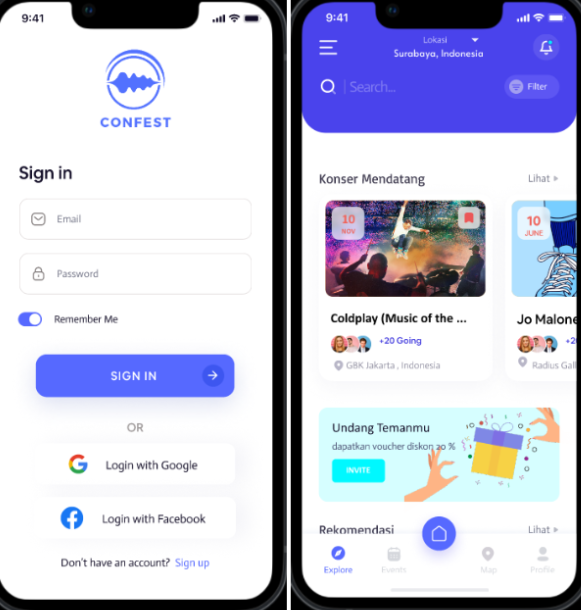 9:41
CONFEST
Sign in
Email
Password
Remember Me
SIGN IN
OR
Login with Google
Login with Facebook
Don't have an account? Sign up
9:41
Lokasi
Surabaya, Indonesia
Search...
Filter
Konser Mendatang
Lihat
10
NOV
Coldplay (Music of the ...
+20 Going
GBK Jakarta , Indonesia
10
JUNE
Jo Malone
Radius Gall
Undang Temanmu
dapatkan voucher diskon 20 %
INVITE
Rekomendasi
Lihat
Explore
Events
Map
Profile